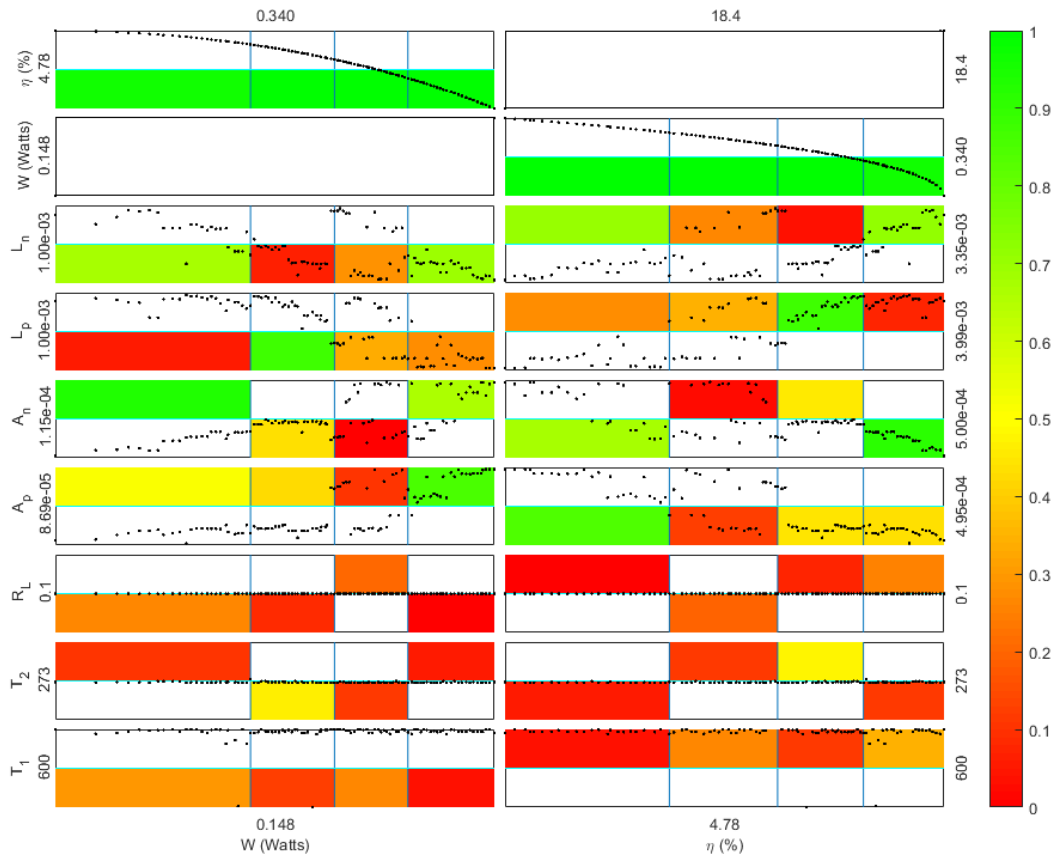 0.340
18.4
η (%)
4.78
18.4
W (Watts)
0.148
0.340
L_n
1.00e-03
3.35e-03
L_p
1.00e-03
3.99e-03
A_n
1.15e-04
5.00e-04
A_p
8.69e-05
4.95e-04
R_L
0.1
0.1
T_2
273
273
T_1
600
600
0.148
W (Watts)
4.78
η (%)
1
0.9
0.8
0.7
0.6
0.5
0.4
0.3
0.2
0.1
0